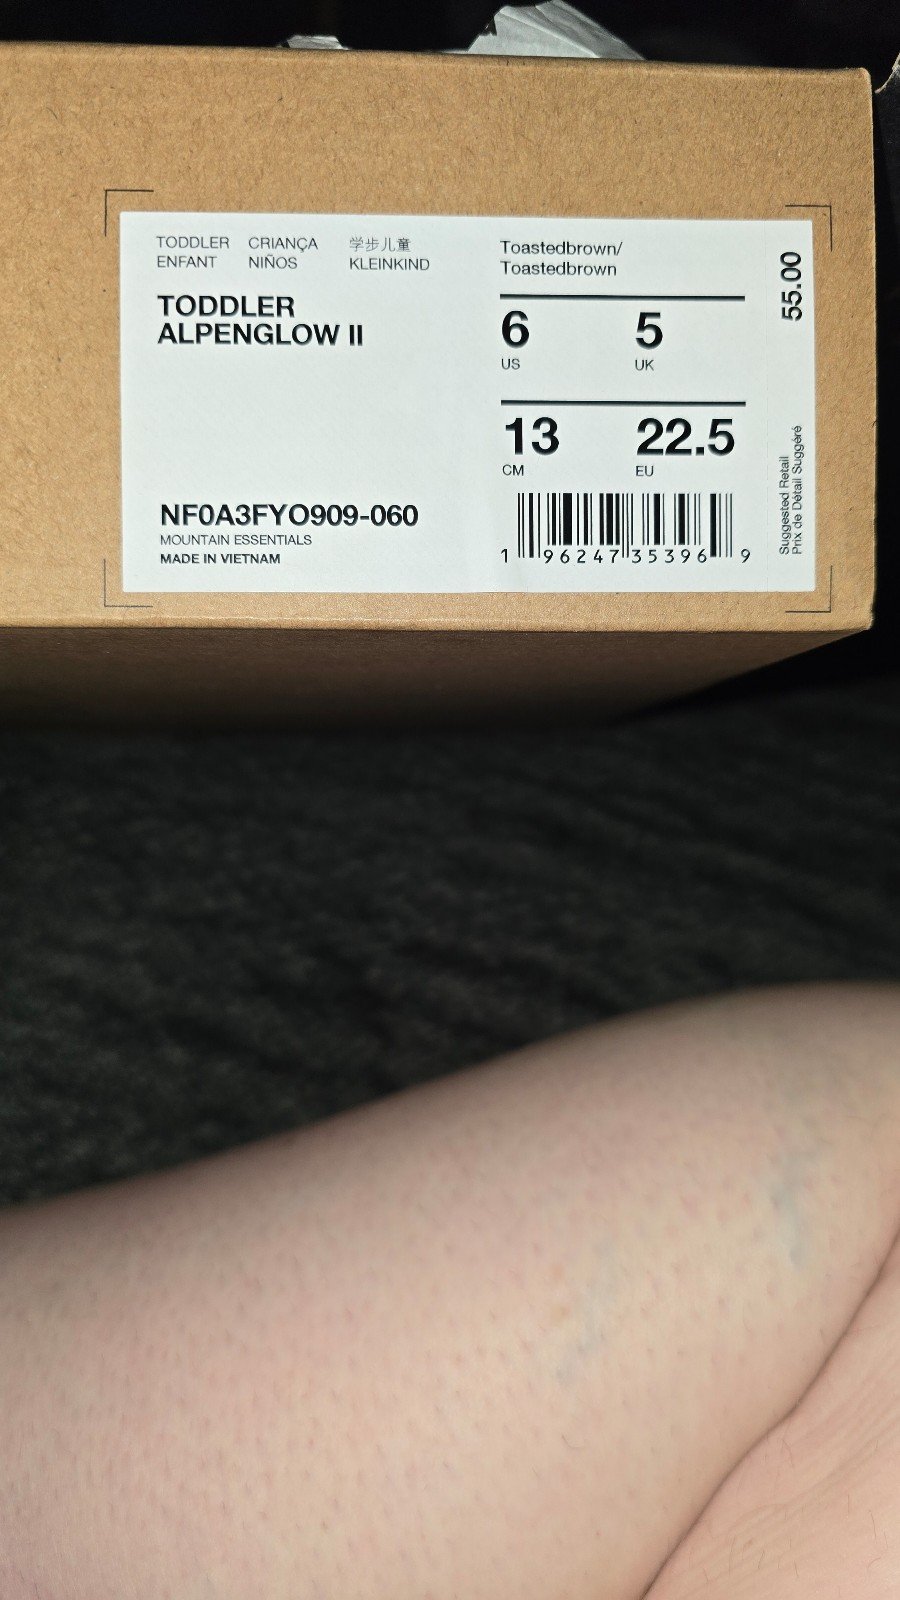 TODDLER CRIANÇA 学步儿童
ENFANT NIÑOS KLEINKIND
TODDLER
ALPENGLOW II
NF0A3FYO909-060
MOUNTAIN ESSENTIALS
MADE IN VIETNAM
Toastedbrown/
Toastedbrown
6 5
US UK
13 22.5
CM EU
1 96247 35396 9
55.00
Suggested Retail
Prix de Détail Suggéré